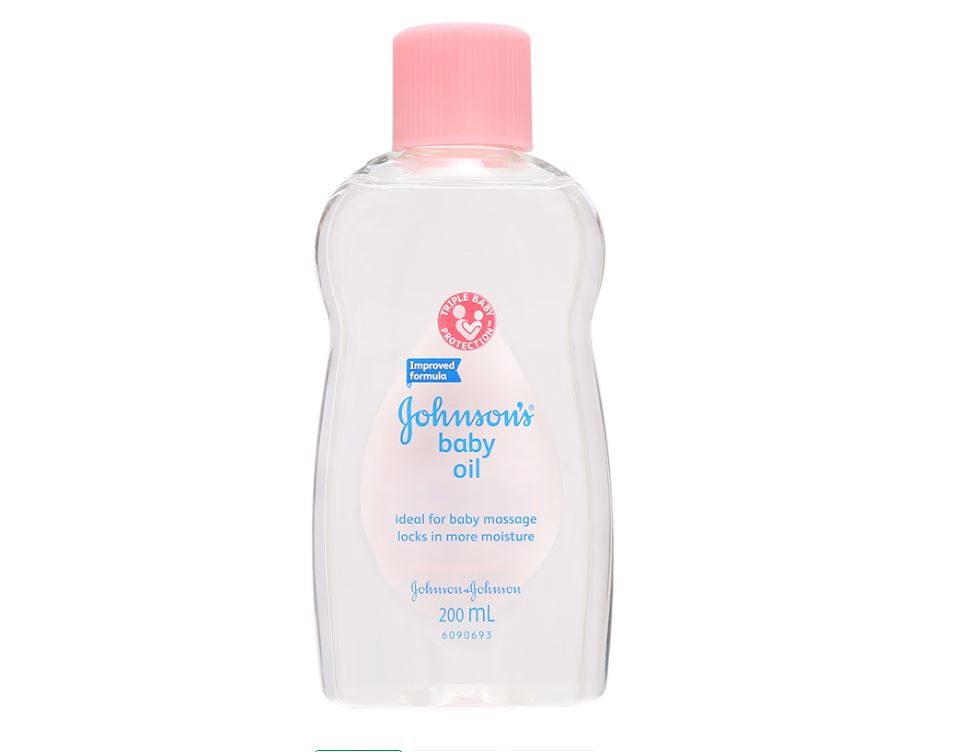 TRIPLE BABY
PROTECTION™
Improved
formula
Johnson's®
baby
oil
ideal for baby massage
locks in more moisture
Johnson & Johnson
200 mL
6090693